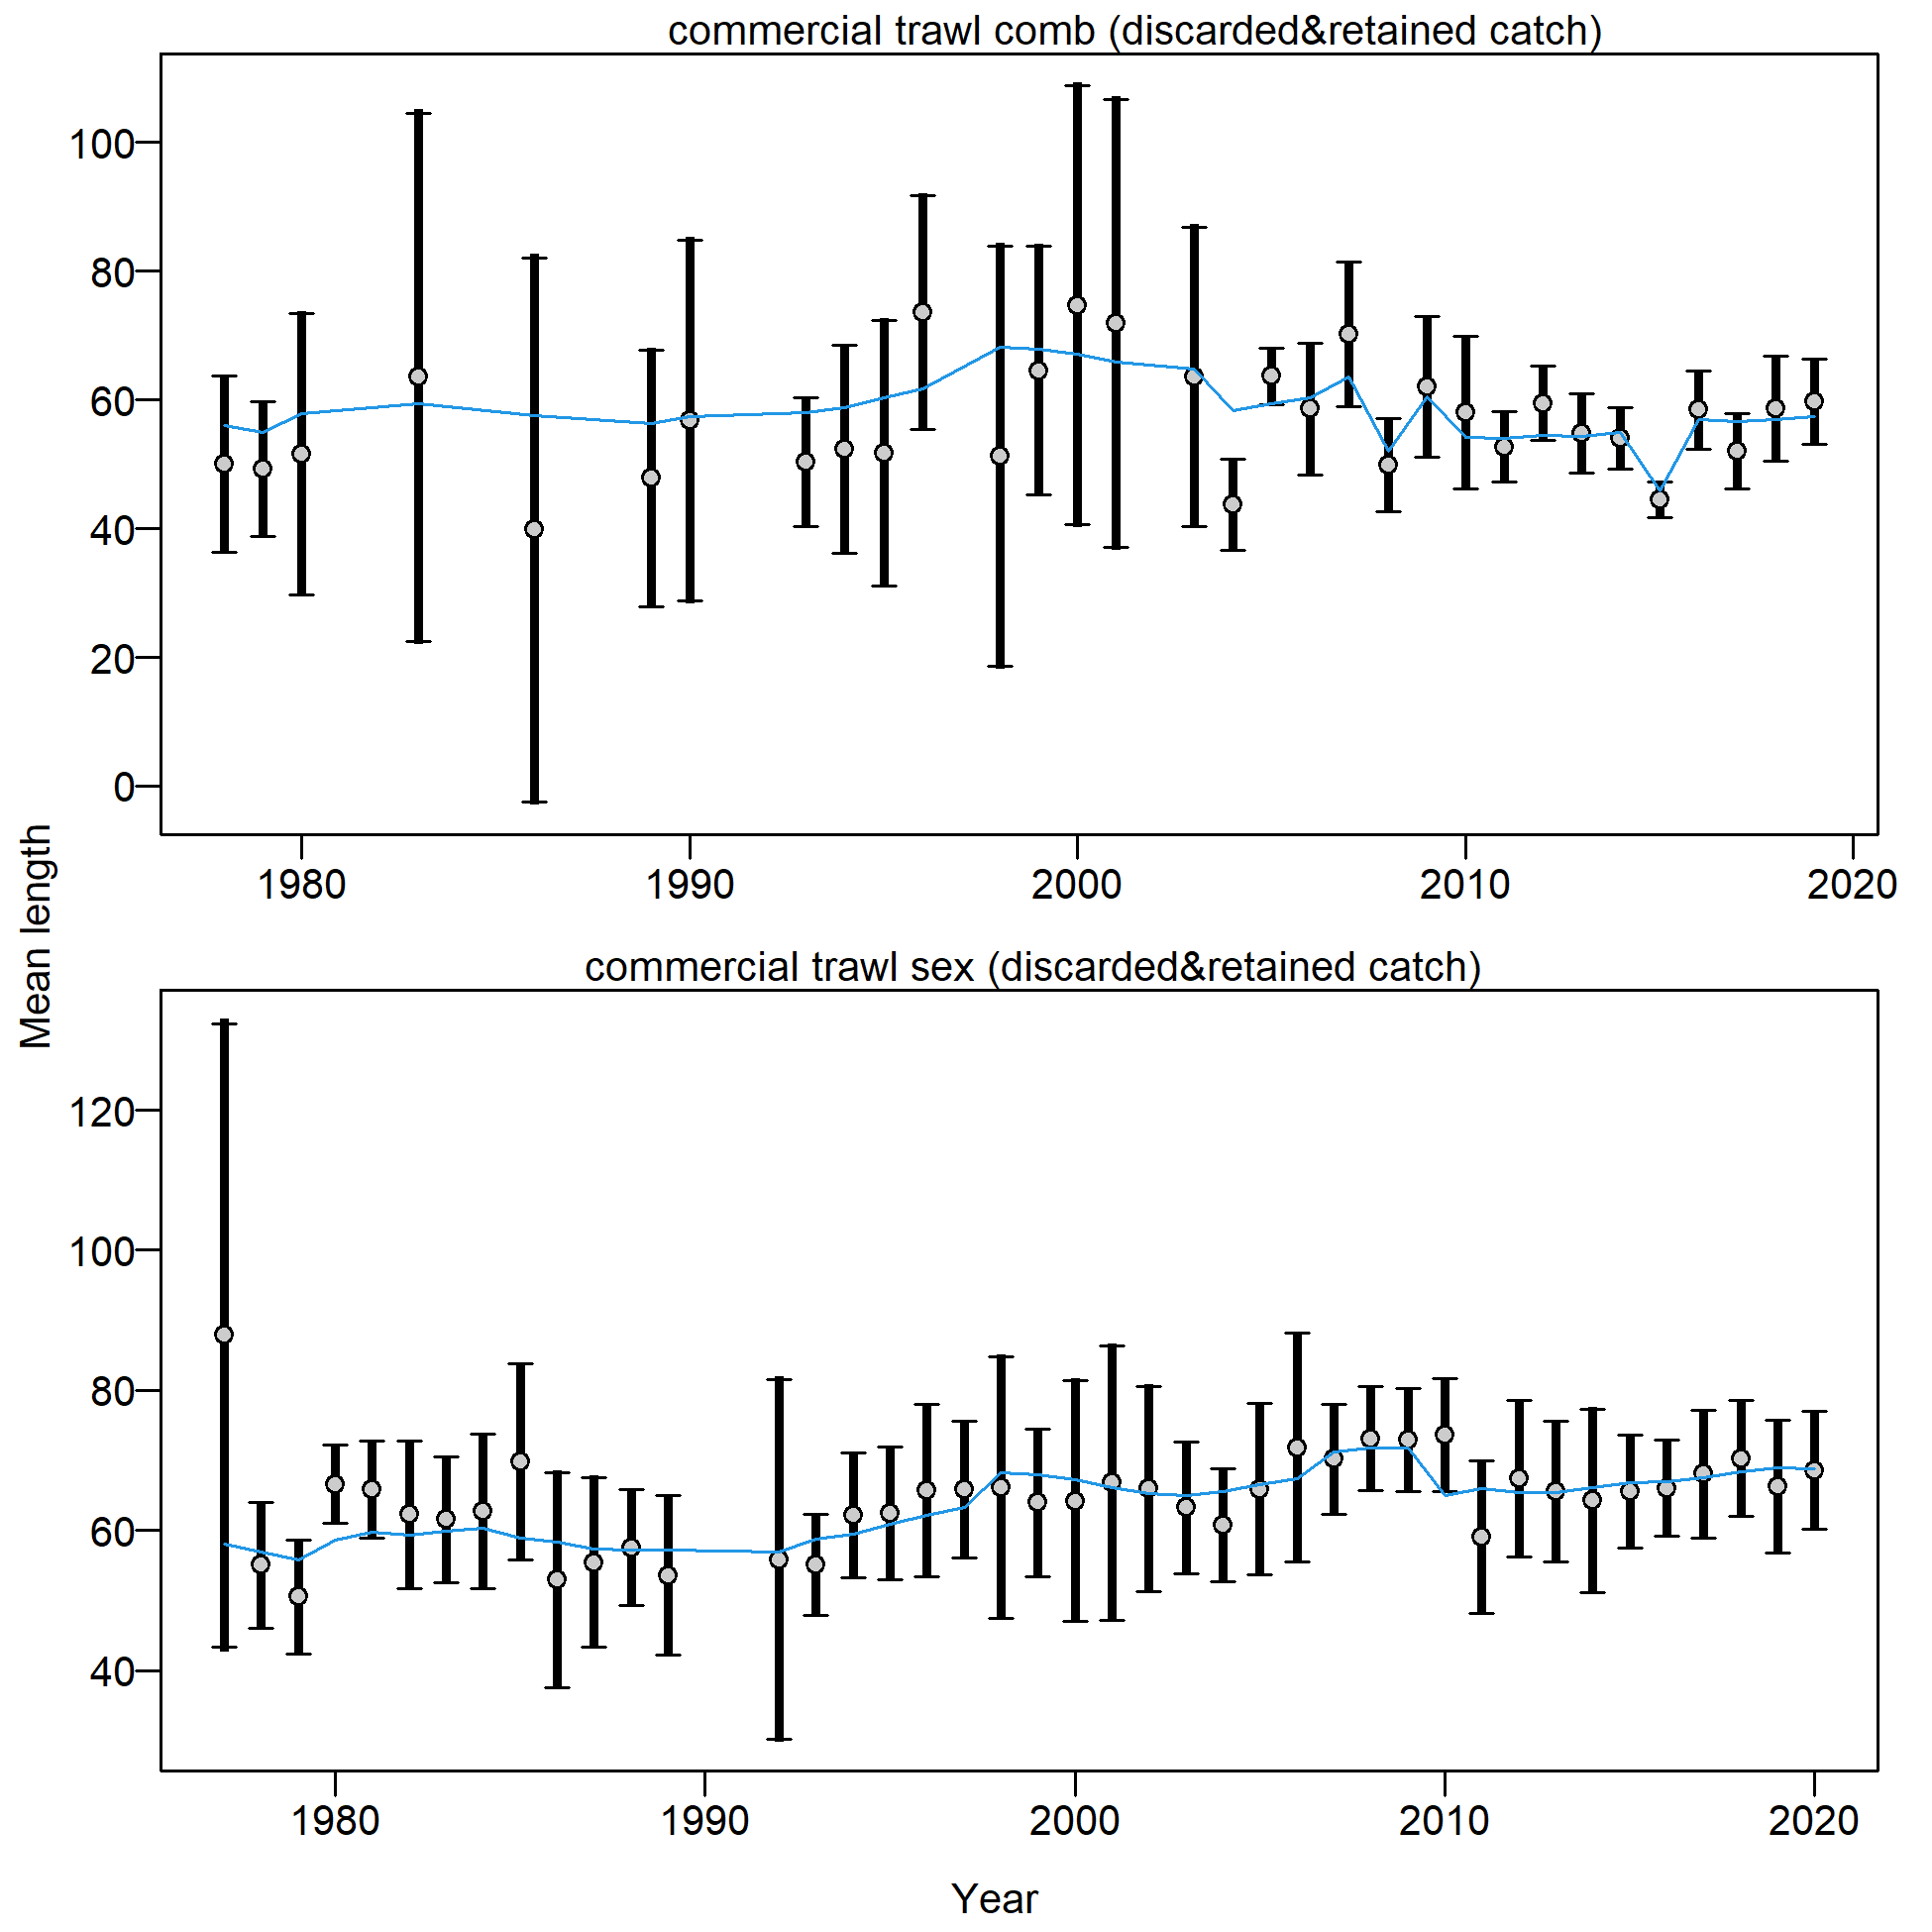 commercial trawl comb (discarded&retained catch)
100
80
60
40
20
0
1980 1990 2000 2010 2020
Mean length
commercial trawl sex (discarded&retained catch)
120
100
80
60
40
1980 1990 2000 2010 2020
Year